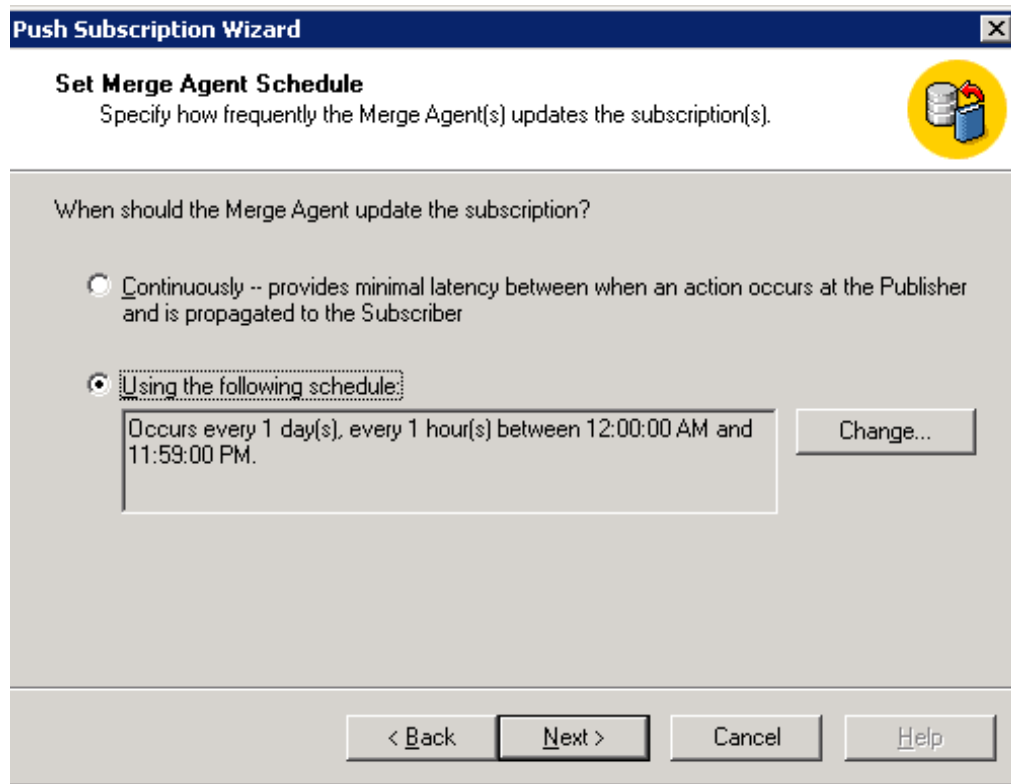 Push Subscription Wizard
Set Merge Agent Schedule
Specify how frequently the Merge Agent(s) updates the subscription(s).
When should the Merge Agent update the subscription?
Continuously -- provides minimal latency between when an action occurs at the Publisher
and is propagated to the Subscriber
Using the following schedule:
Occurs every 1 day(s), every 1 hour(s) between 12:00:00 AM and
11:59:00 PM.
Change...
< Back
Next >
Cancel
Help